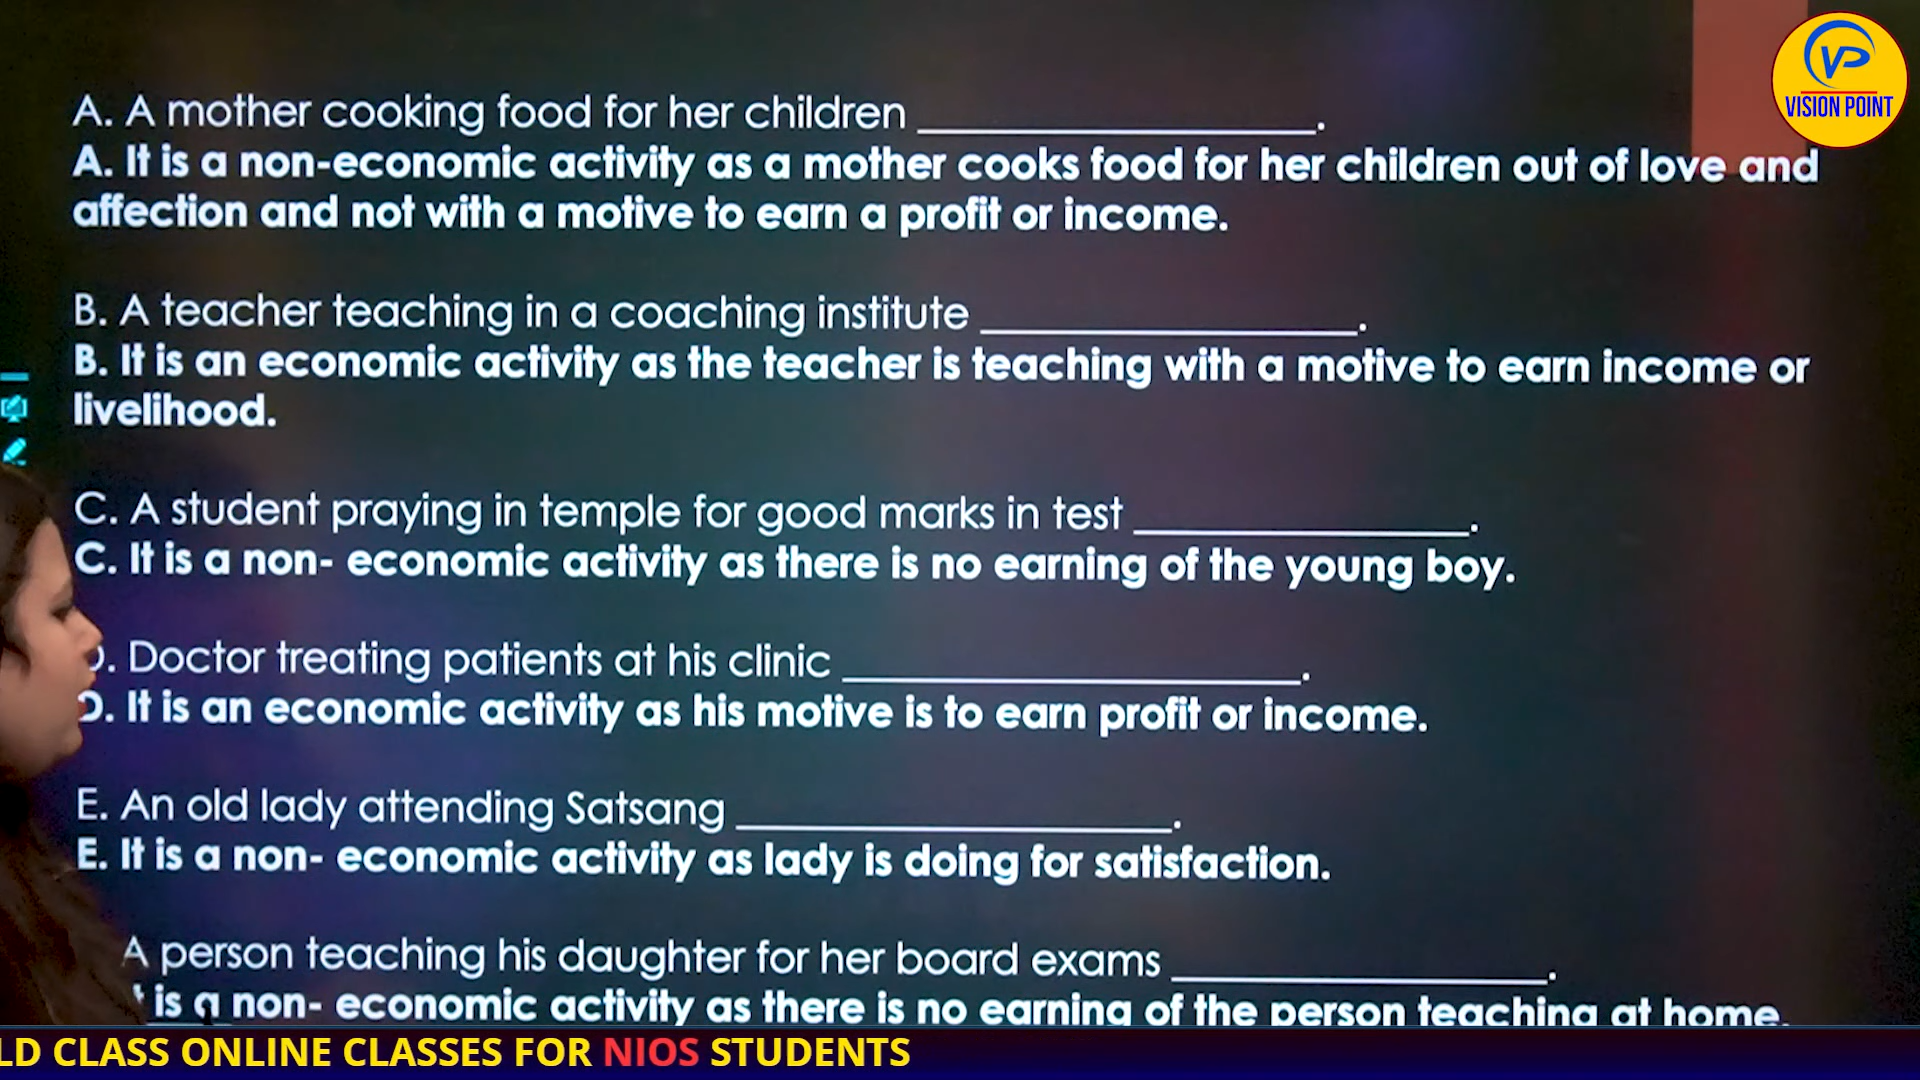 VP
VISION POINT
A. A mother cooking food for her children ____________________.
A. It is a non-economic activity as a mother cooks food for her children out of love and
affection and not with a motive to earn a profit or income.
B. A teacher teaching in a coaching institute ___________________.
B. It is an economic activity as the teacher is teaching with a motive to earn income or
livelihood.
C. A student praying in temple for good marks in test _________________.
C. It is a non- economic activity as there is no earning of the young boy.
D. Doctor treating patients at his clinic _______________________.
D. It is an economic activity as his motive is to earn profit or income.
E. An old lady attending Satsang ______________________.
E. It is a non- economic activity as lady is doing for satisfaction.
A person teaching his daughter for her board exams ___________________.
is a non- economic activity as there is no earning of the person teaching at home.
LD CLASS ONLINE CLASSES FOR NIOS STUDENTS